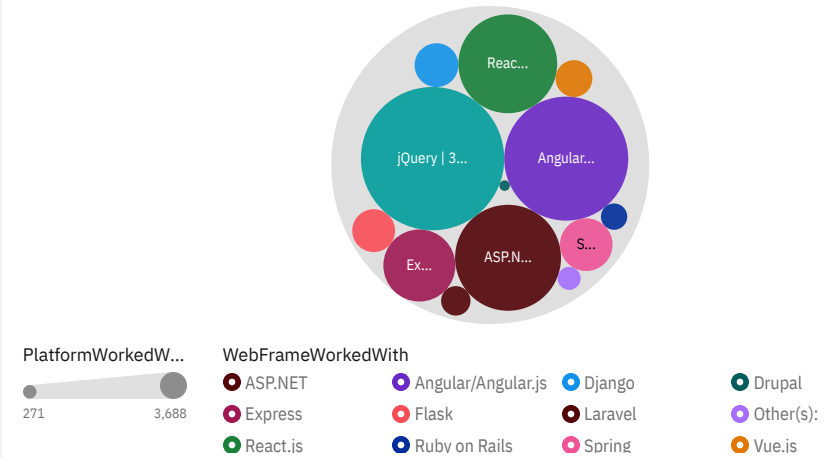 Reac...
jQuery | 3...
Angular...
S...
ASP.N...
Ex...
PlatformWorkedW...
271
3,688
WebFrameWorkedWith
ASP.NET
Angular/Angular.js
Django
Drupal
Express
Flask
Laravel
Other(s):
React.js
Ruby on Rails
Spring
Vue.js